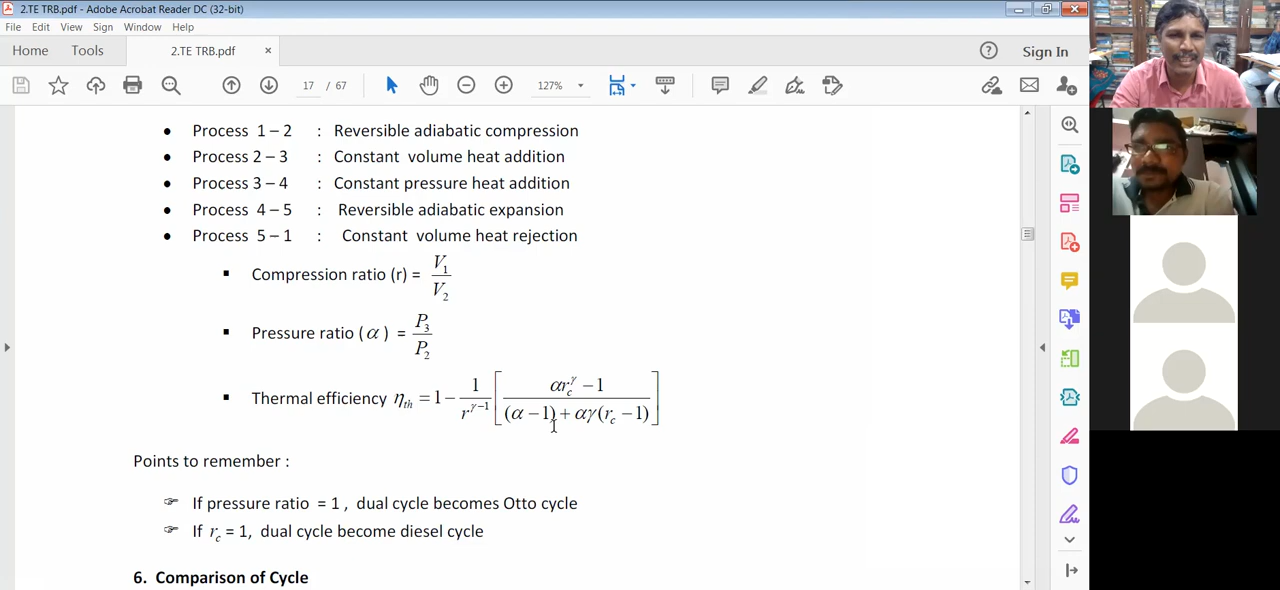 2.TE TRB.pdf - Adobe Acrobat Reader DC (32-bit)
File Edit View Sign Window Help
Home Tools 2.TE TRB.pdf × Sign In
17 / 67 127%
• Process 1 – 2 : Reversible adiabatic compression
• Process 2 – 3 : Constant volume heat addition
• Process 3 – 4 : Constant pressure heat addition
• Process 4 – 5 : Reversible adiabatic expansion
• Process 5 – 1 : Constant volume heat rejection
▪ Compression ratio (r) = V₁/V₂
▪ Pressure ratio ( α ) = P₃/P₂
▪ Thermal efficiency η_th = 1 − 1/r^(γ−1) [ (αr_c^γ − 1) / ((α − 1) + αγ(r_c − 1)) ]
Points to remember :
☞ If pressure ratio = 1 , dual cycle becomes Otto cycle
☞ If r_c = 1, dual cycle become diesel cycle
6. Comparison of Cycle